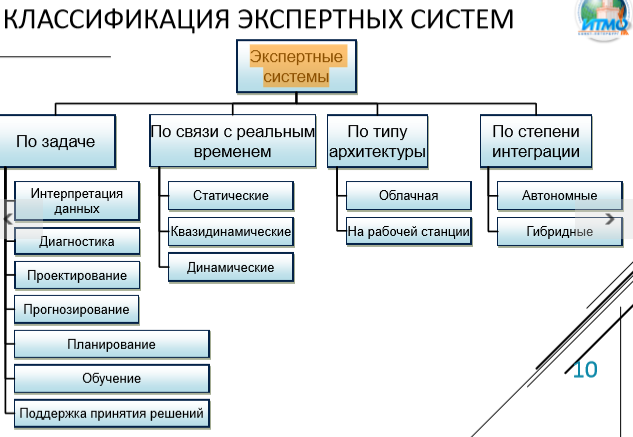 КЛАССИФИКАЦИЯ ЭКСПЕРТНЫХ СИСТЕМ
ИТМО
Экспертные
системы
По задаче
По связи с реальным
временем
По типу
архитектуры
По степени
интеграции
Интерпретация
данных
Диагностика
Проектирование
Прогнозирование
Планирование
Обучение
Поддержка принятия решений
Статические
Квазидинамические
Динамические
Облачная
На рабочей станции
Автономные
Гибридные
10